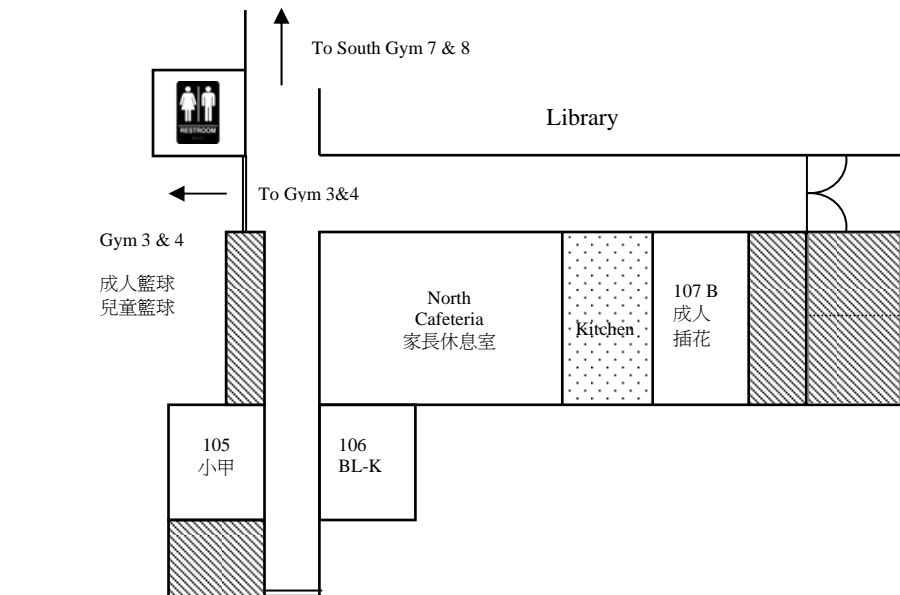 To South Gym 7 & 8
RESTROOM
Library
To Gym 3&4
Gym 3 & 4
成人籃球
兒童籃球
North
Cafeteria
家長休息室
Kitchen
107 B
成人
插花
105
小甲
106
BL-K